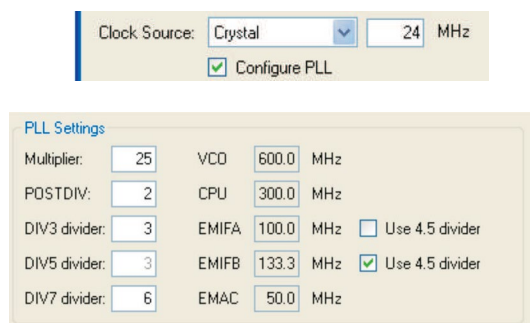 Clock Source: Crystal 24 MHz
Configure PLL
PLL Settings
Multiplier: 25 VCO 600.0 MHz
POSTDIV: 2 CPU 300.0 MHz
DIV3 divider: 3 EMIFA 100.0 MHz Use 4.5 divider
DIV5 divider: 3 EMIFB 133.3 MHz Use 4.5 divider
DIV7 divider: 6 EMAC 50.0 MHz